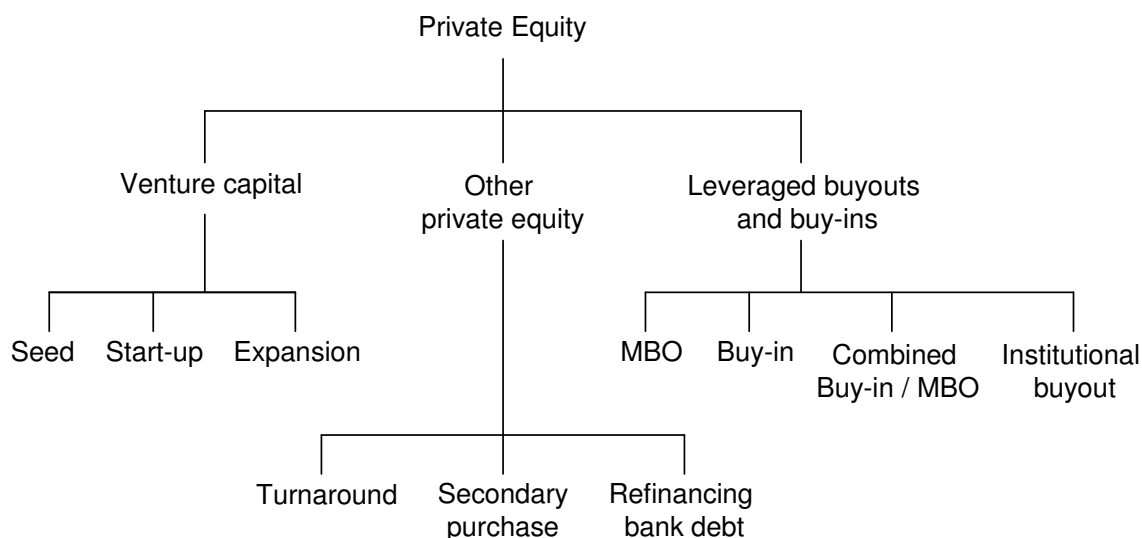 Private Equity
Venture capital
Other
private equity
Leveraged buyouts
and buy-ins
Seed
Start-up
Expansion
MBO
Buy-in
Combined
Buy-in / MBO
Institutional
buyout
Turnaround
Secondary
purchase
Refinancing
bank debt